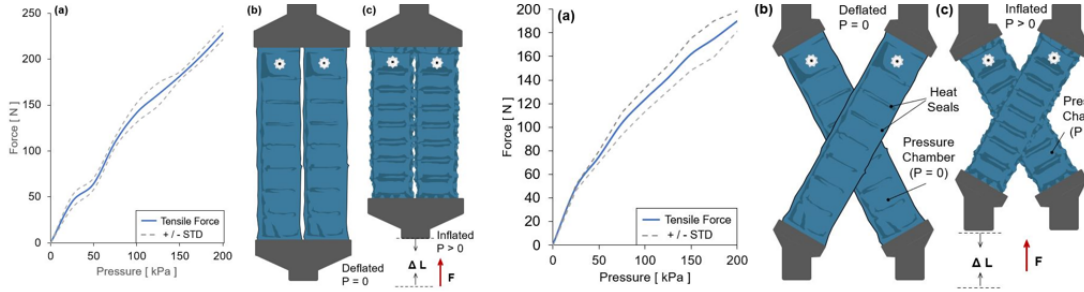 (a)
250
200
150
100
50
0
Force [ N ]
0 50 100 150 200
Pressure [ kPa ]
Tensile Force
+ / - STD
(b)
Deflated
P = 0
(c)
Inflated
P > 0
Δ L
F
(a)
200
180
160
140
120
100
80
60
40
20
0
Force [ N ]
0 50 100 150 200
Pressure [ kPa ]
Tensile Force
+ / - STD
(b)
Deflated
P = 0
Heat
Seals
Pressure
Chamber
(P = 0)
(c)
Inflated
P > 0
Pres
Cha
(P
Δ L
F